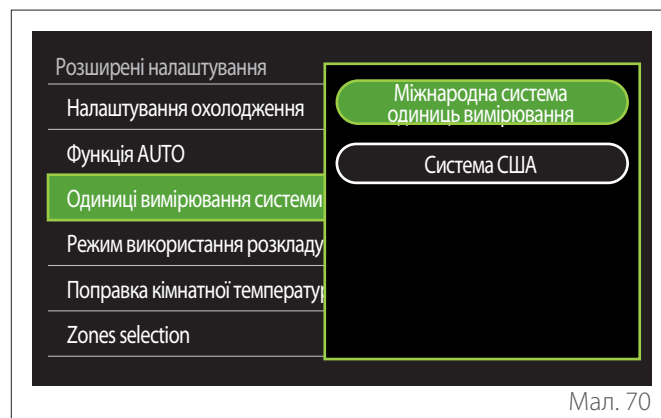 Розширені налаштування
Налаштування охолодження
Функція AUTO
Одиниці вимірювання системи
Режим використання розкладу
Поправка кімнатної температур
Zones selection
Міжнародна система
одиниць вимірювання
Система США
Мал. 70